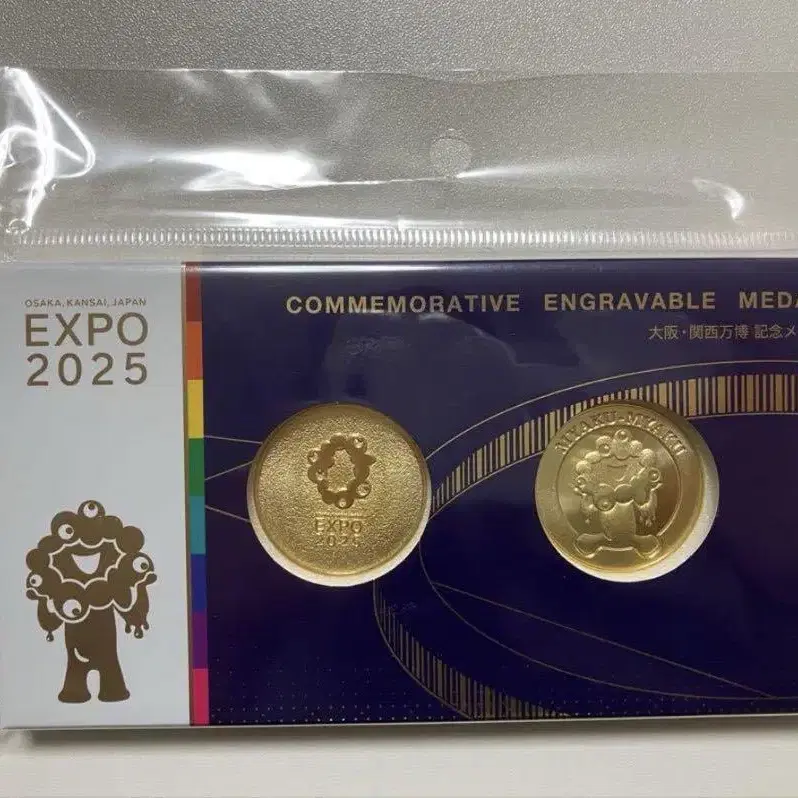 OSAKA, KANSAI, JAPAN
EXPO
2025
COMMEMORATIVE ENGRAVABLE MEDA
大阪・関西万博 記念メ
EXPO
2025
MYAKU-MYAKU